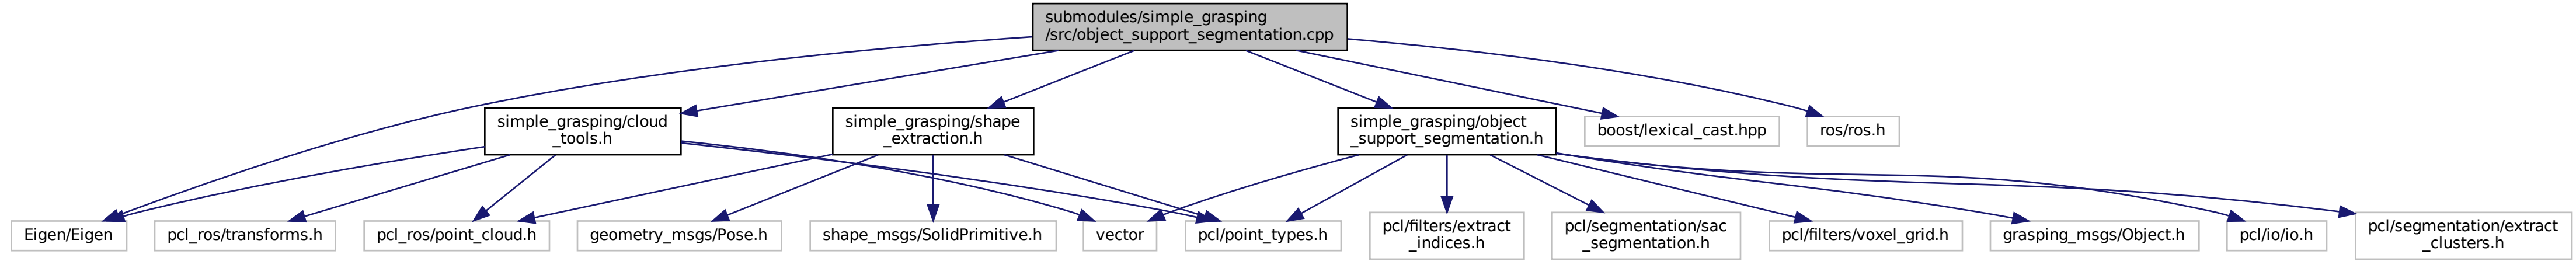 submodules/simple_grasping
/src/object_support_segmentation.cpp
simple_grasping/cloud
_tools.h
simple_grasping/shape
_extraction.h
simple_grasping/object
_support_segmentation.h
boost/lexical_cast.hpp
ros/ros.h
Eigen/Eigen
pcl_ros/transforms.h
pcl_ros/point_cloud.h
geometry_msgs/Pose.h
shape_msgs/SolidPrimitive.h
vector
pcl/point_types.h
pcl/filters/extract
_indices.h
pcl/segmentation/sac
_segmentation.h
pcl/filters/voxel_grid.h
grasping_msgs/Object.h
pcl/io/io.h
pcl/segmentation/extract
_clusters.h